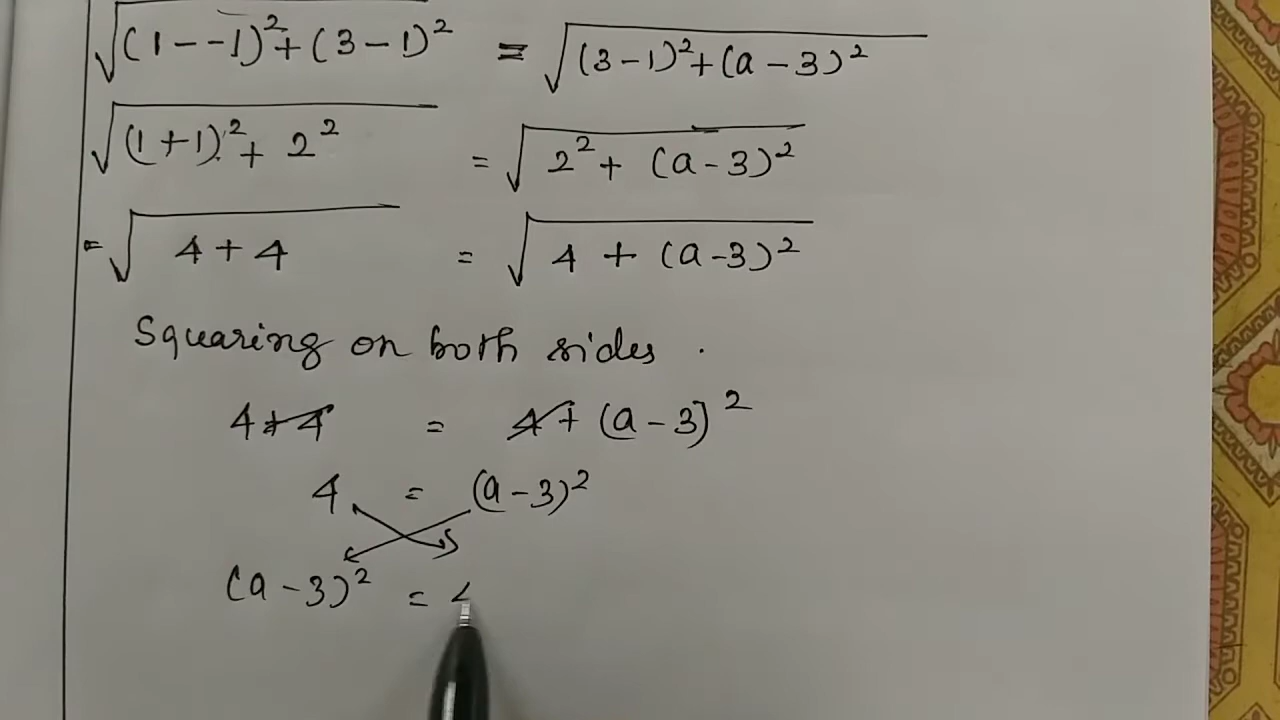 √(1--1)²+(3-1)² = √(3-1)²+(a-3)²
√(1+1)²+ 2² = √2²+ (a-3)²
=√4+4 = √4 + (a-3)²
Squaring on both sides .
4+4 = 4+ (a-3)²
4 = (a-3)²
(a-3)² =